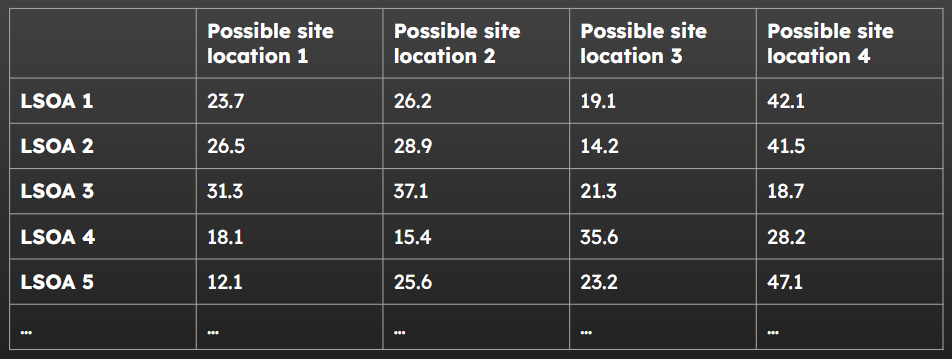 Possible site location 1 Possible site location 2 Possible site location 3 Possible site location 4
LSOA 1 23.7 26.2 19.1 42.1
LSOA 2 26.5 28.9 14.2 41.5
LSOA 3 31.3 37.1 21.3 18.7
LSOA 4 18.1 15.4 35.6 28.2
LSOA 5 12.1 25.6 23.2 47.1
... ... ... ... ...